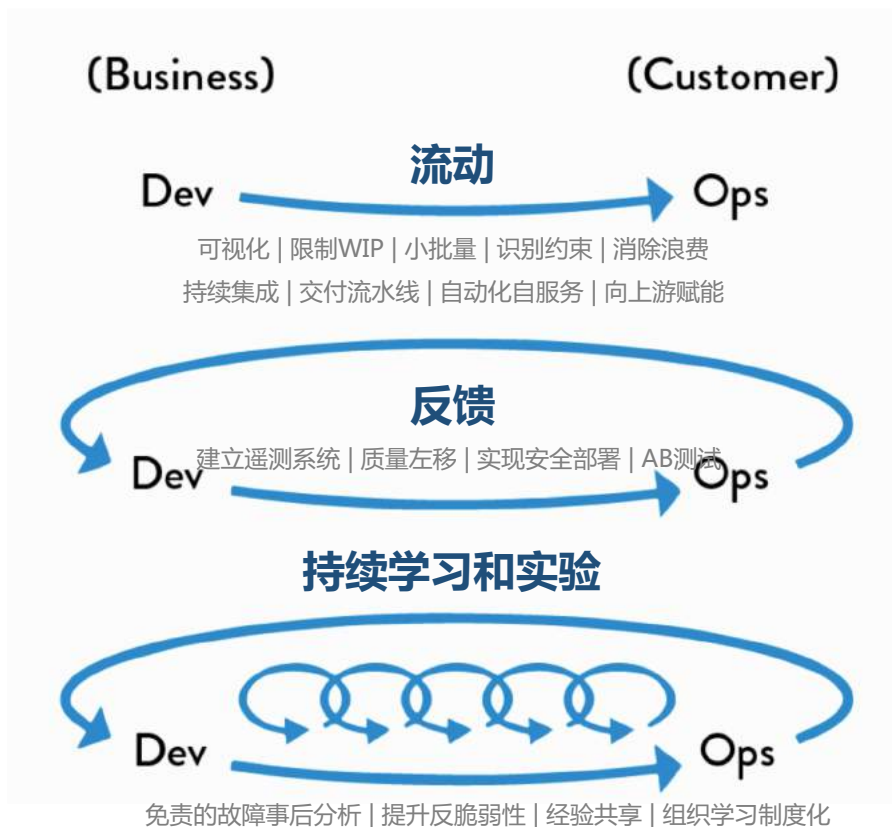 (Business) (Customer)
流动
Dev Ops
可视化 | 限制WIP | 小批量 | 识别约束 | 消除浪费
持续集成 | 交付流水线 | 自动化自服务 | 向上游赋能
反馈
建立遥测系统 | 质量左移 | 实现安全部署 | AB测试
Dev Ops
持续学习和实验
Dev Ops
免责的故障事后分析 | 提升反脆弱性 | 经验共享 | 组织学习制度化